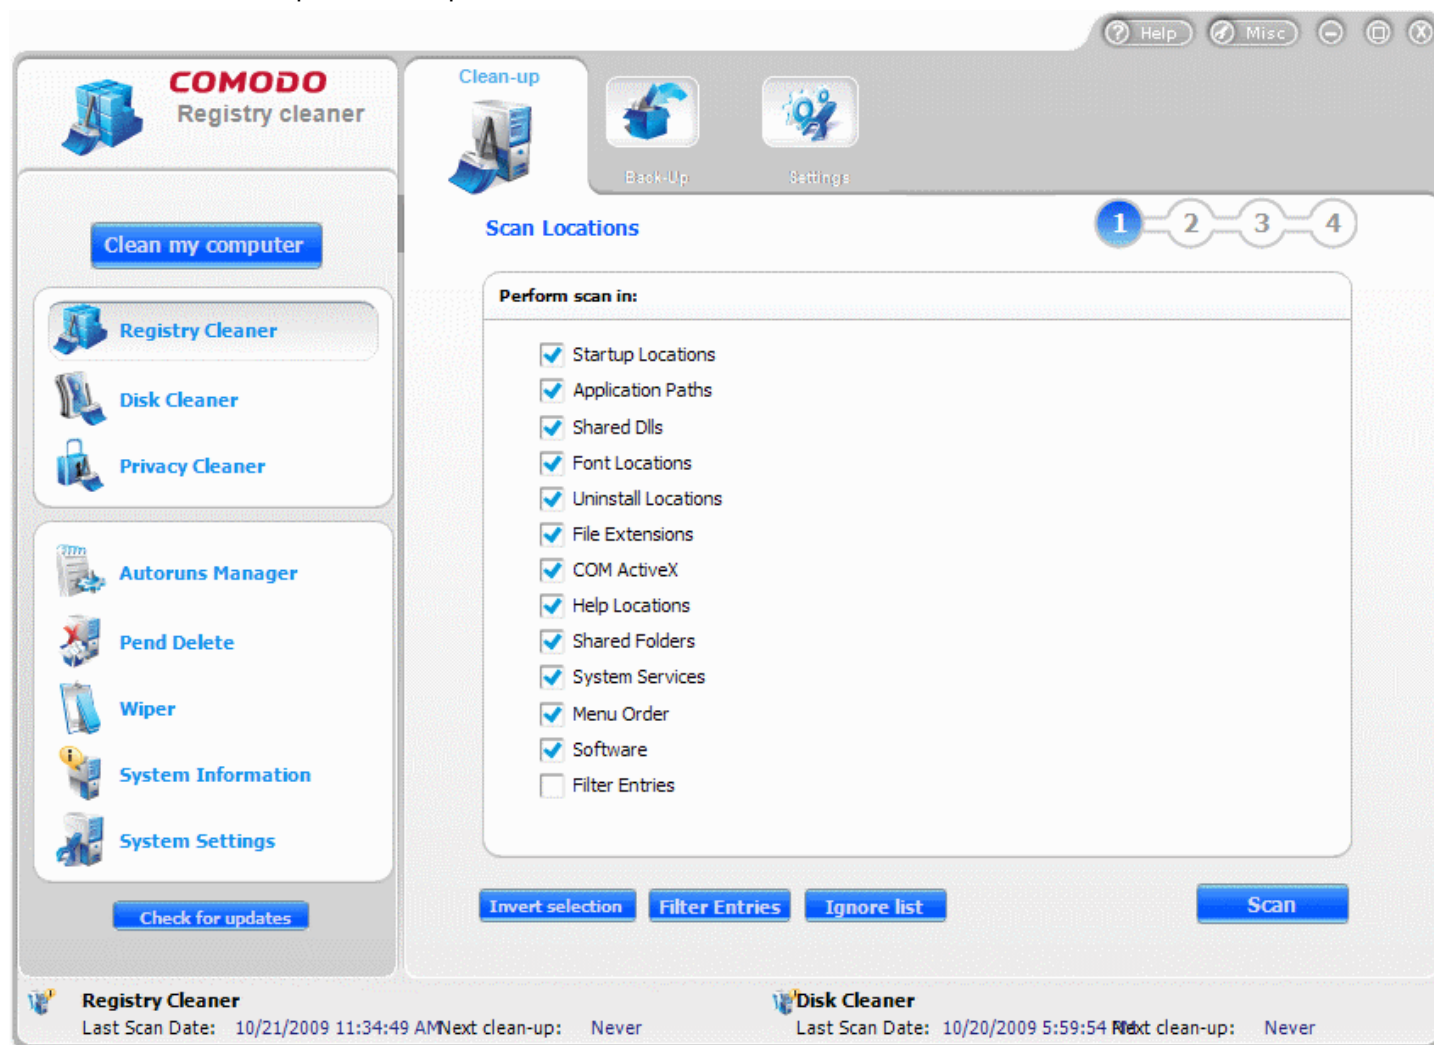 Help
Misc
COMODO
Registry cleaner
Clean-up
Back-Up
Settings
Clean my computer
Scan Locations
1 2 3 4
Registry Cleaner
Disk Cleaner
Privacy Cleaner
Autoruns Manager
Pend Delete
Wiper
System Information
System Settings
Check for updates
Perform scan in:
Startup Locations
Application Paths
Shared Dlls
Font Locations
Uninstall Locations
File Extensions
COM ActiveX
Help Locations
Shared Folders
System Services
Menu Order
Software
Filter Entries
Invert selection
Filter Entries
Ignore list
Scan
Registry Cleaner
Last Scan Date: 10/21/2009 11:34:49 AM Next clean-up: Never
Disk Cleaner
Last Scan Date: 10/20/2009 5:59:54 Next clean-up: Never